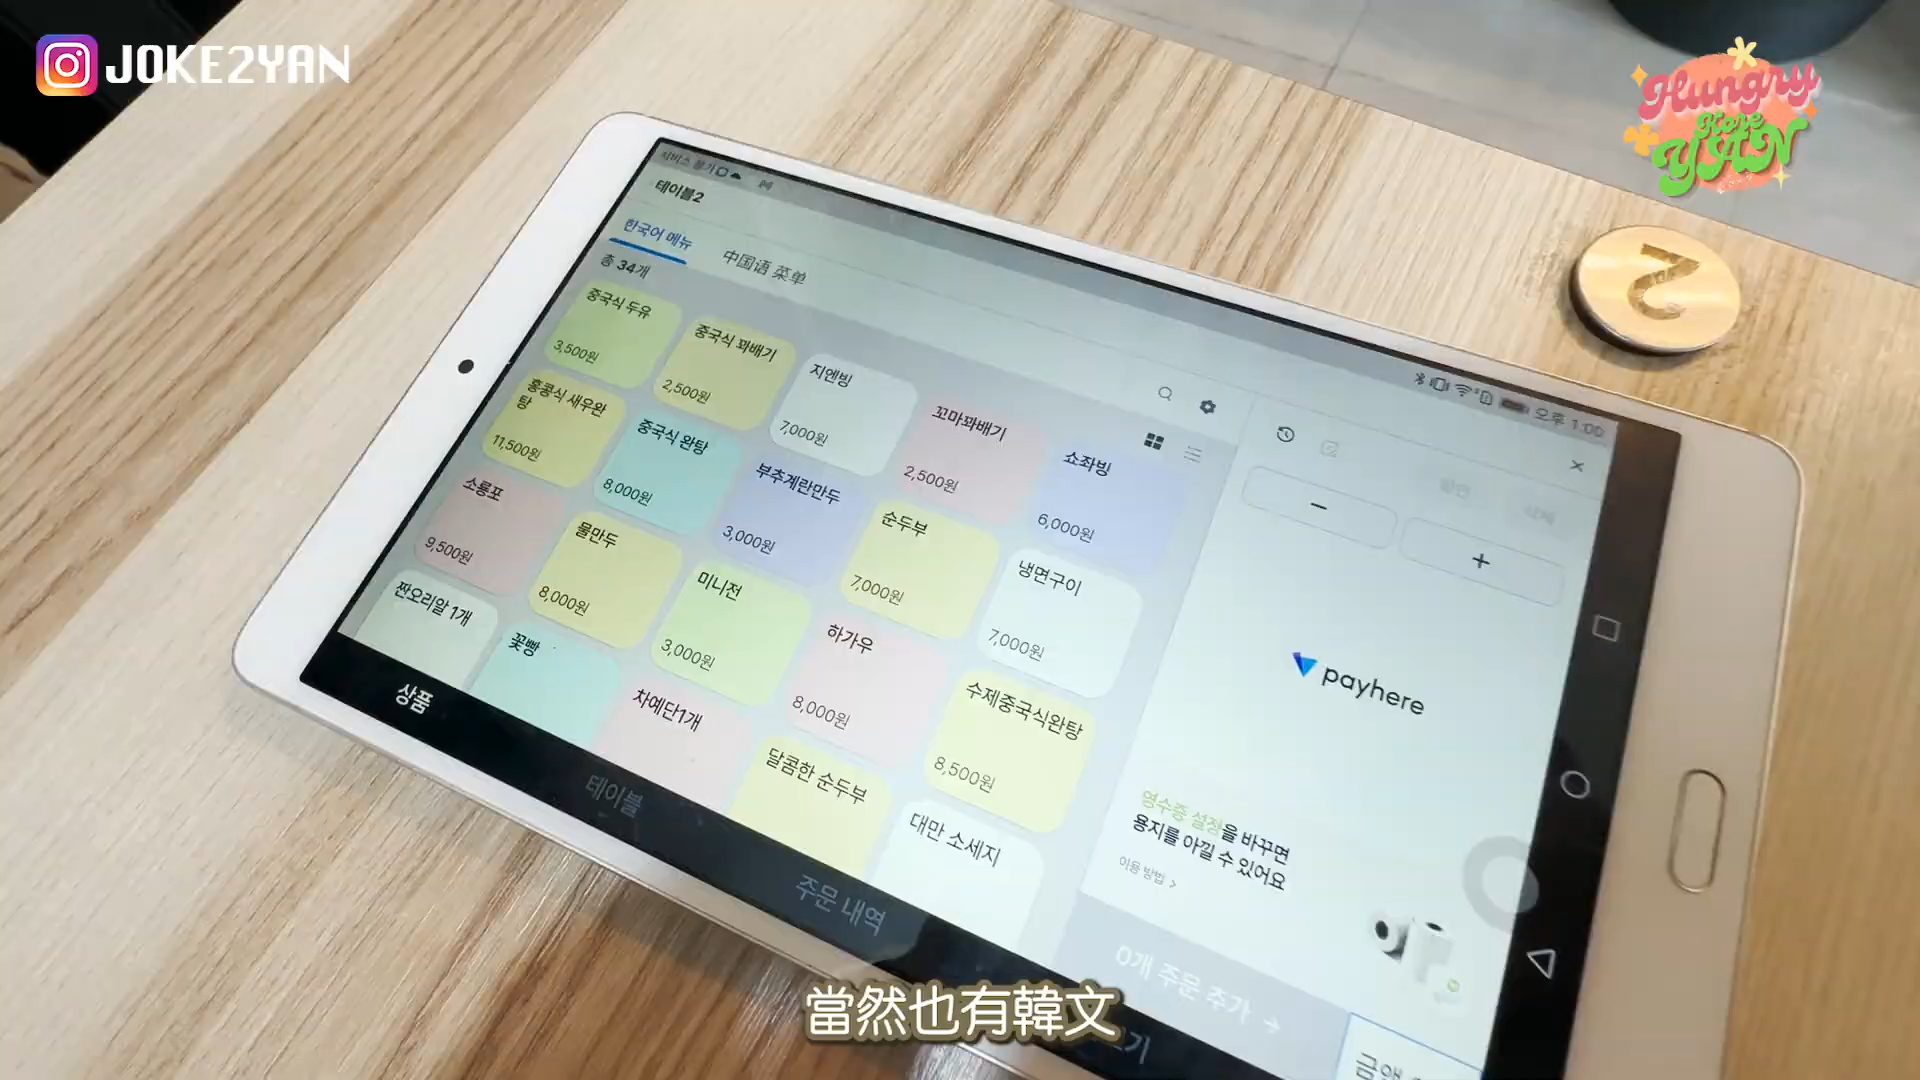 JOKE2YAN
Hungry
Kore
YAN
2
테이블2
오후 1:00
한국어 메뉴
中国语 菜单
총 34개
중국식 두유
3,500원
중국식 꽈배기
2,500원
지앤빙
7,000원
꼬마꽈배기
2,500원
쇼좌빙
6,000원
홍콩식 새우완
탕
11,500원
중국식 완탕
8,000원
부추계란만두
3,000원
순두부
7,000원
냉면구이
7,000원
소룡포
9,500원
물만두
8,000원
미니전
3,000원
하가우
8,000원
수제중국식완탕
8,500원
짠오리알 1개
꽃빵
차예단1개
달콤한 순두부
대만 소세지
payhere
영수증 설정을 바꾸면
용지를 아낄 수 있어요
이용 방법 >
0개 주문 추가 →
상품
테이블
주문 내역
當然也有韓文